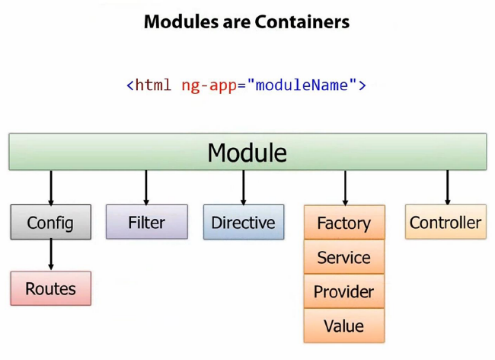 Modules are Containers
<html ng-app="moduleName">
Module
Config
Filter
Directive
Factory
Controller
Service
Routes
Provider
Value